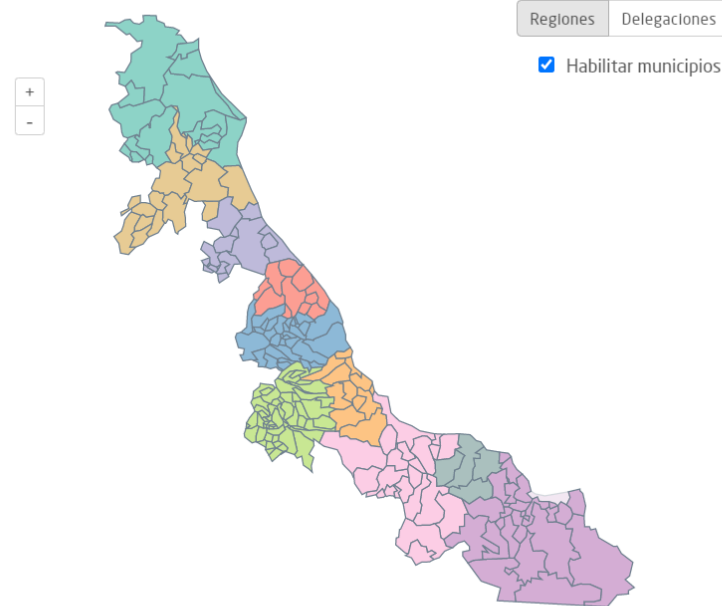 Regiones
Delegaciones
Habilitar municipios
+
-